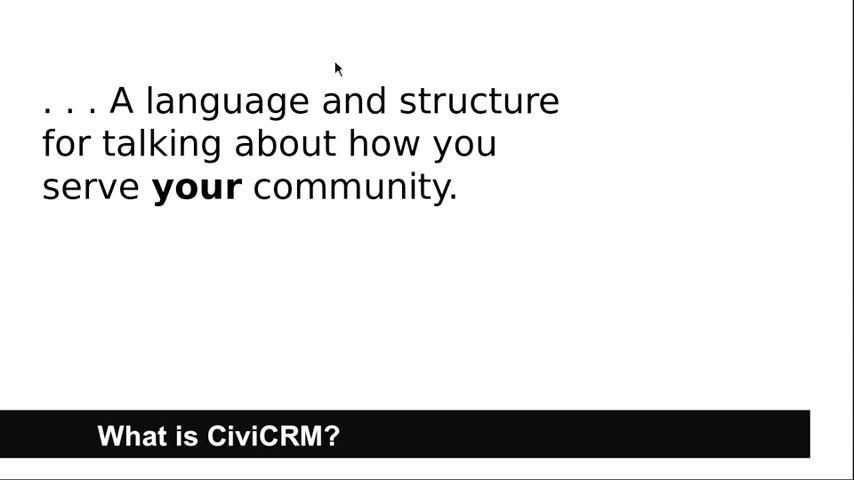 . . . A language and structure
for talking about how you
serve your community.
What is CiviCRM?